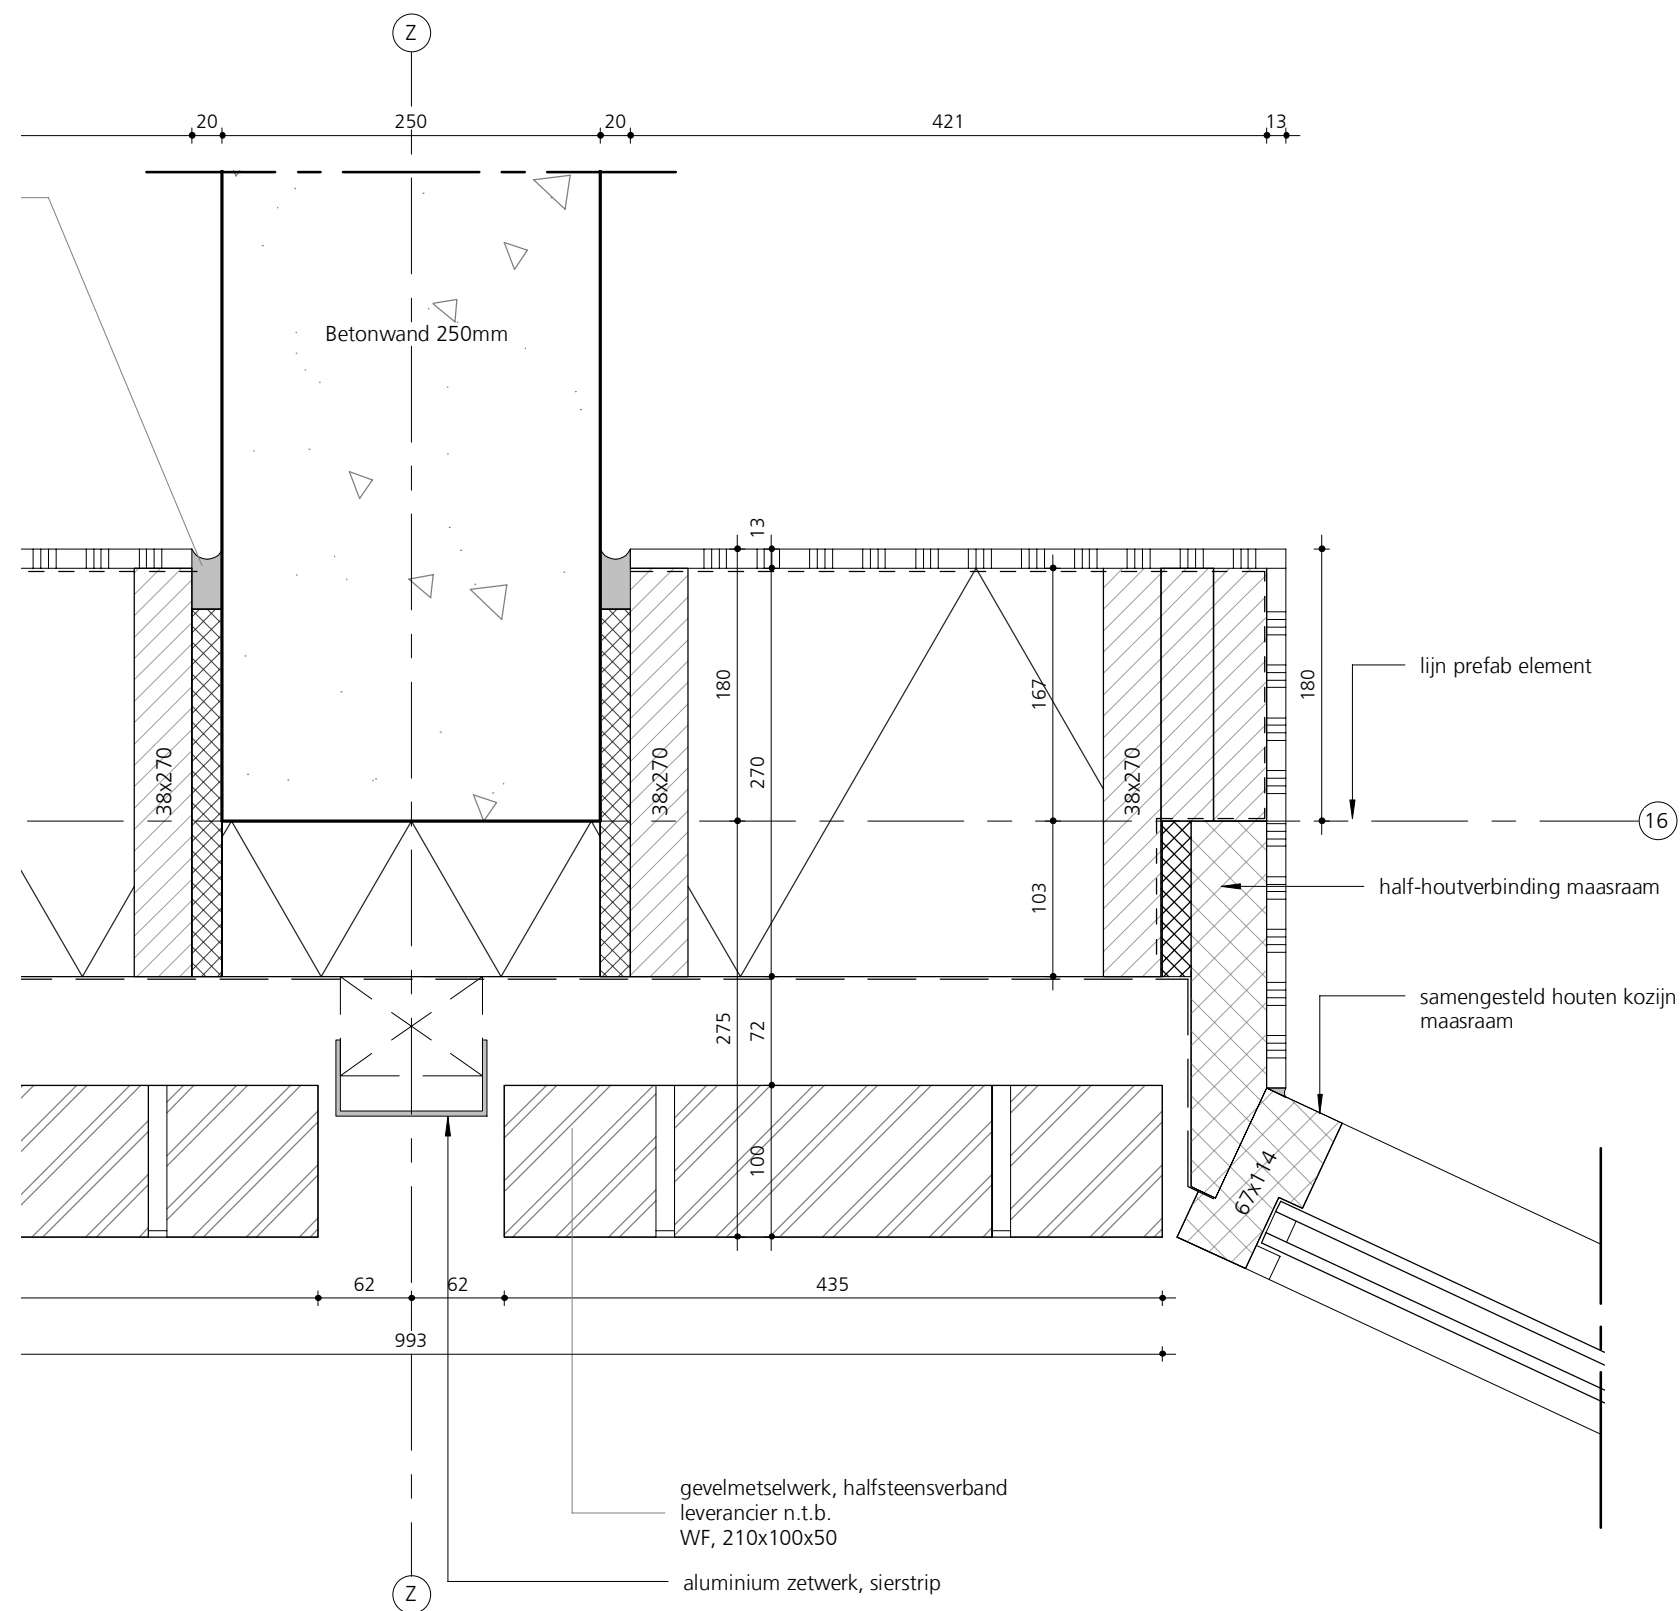 Z
20
250
20
421
13
Betonwand 250mm
13
180
167
180
lijn prefab element
270
38x270
38x270
38x270
16
103
half-houtverbinding maasraam
275
72
samengesteld houten kozijn
maasraam
100
67x114
62
62
435
993
gevelmetselwerk, halfsteensverband
leverancier n.t.b.
WF, 210x100x50
aluminium zetwerk, sierstrip
Z